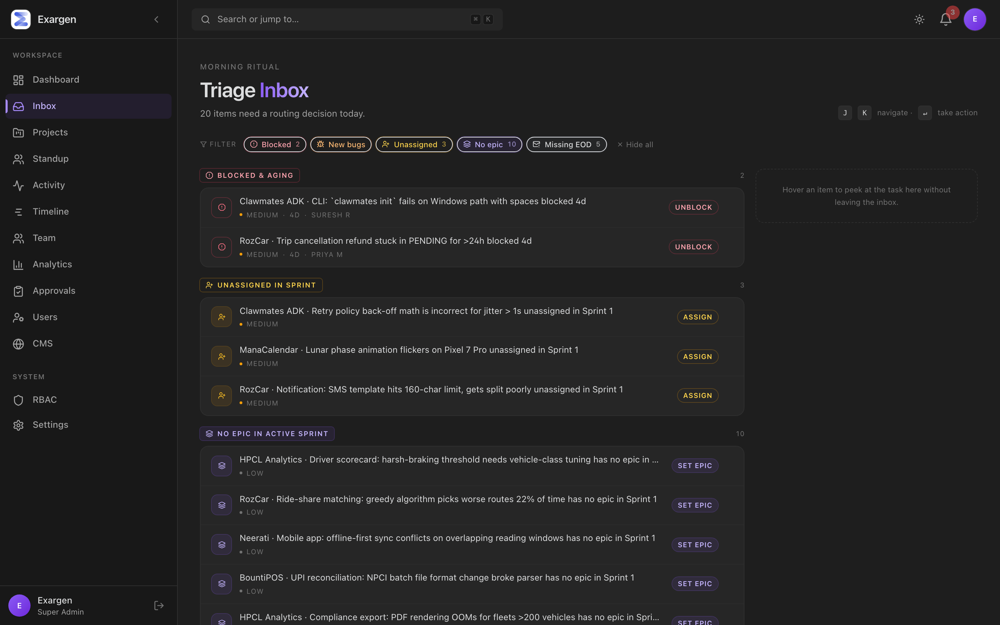 Exargen
Search or jump to...
⌘ K
3
E
WORKSPACE
Dashboard
Inbox
Projects
Standup
Activity
Timeline
Team
Analytics
Approvals
Users
CMS
SYSTEM
RBAC
Settings
E
Exargen
Super Admin
MORNING RITUAL
Triage Inbox
20 items need a routing decision today.
J K navigate · ↵ take action
FILTER Blocked 2 New bugs Unassigned 3 No epic 10 Missing EOD 5 × Hide all
BLOCKED & AGING 2
Clawmates ADK · CLI: `clawmates init` fails on Windows path with spaces blocked 4d
MEDIUM · 4D · SURESH R
UNBLOCK
RozCar · Trip cancellation refund stuck in PENDING for >24h blocked 4d
MEDIUM · 4D · PRIYA M
UNBLOCK
UNASSIGNED IN SPRINT 3
Clawmates ADK · Retry policy back-off math is incorrect for jitter > 1s unassigned in Sprint 1
MEDIUM
ASSIGN
ManaCalendar · Lunar phase animation flickers on Pixel 7 Pro unassigned in Sprint 1
MEDIUM
ASSIGN
RozCar · Notification: SMS template hits 160-char limit, gets split poorly unassigned in Sprint 1
MEDIUM
ASSIGN
NO EPIC IN ACTIVE SPRINT 10
HPCL Analytics · Driver scorecard: harsh-braking threshold needs vehicle-class tuning has no epic in ...
LOW
SET EPIC
RozCar · Ride-share matching: greedy algorithm picks worse routes 22% of time has no epic in Sprint 1
LOW
SET EPIC
Neerati · Mobile app: offline-first sync conflicts on overlapping reading windows has no epic in Sprint 1
LOW
SET EPIC
BountiPOS · UPI reconciliation: NPCI batch file format change broke parser has no epic in Sprint 1
LOW
SET EPIC
HPCL Analytics · Compliance export: PDF rendering OOMs for fleets >200 vehicles has no epic in Spri...
SET EPIC
Hover an item to peek at the task here without
leaving the inbox.